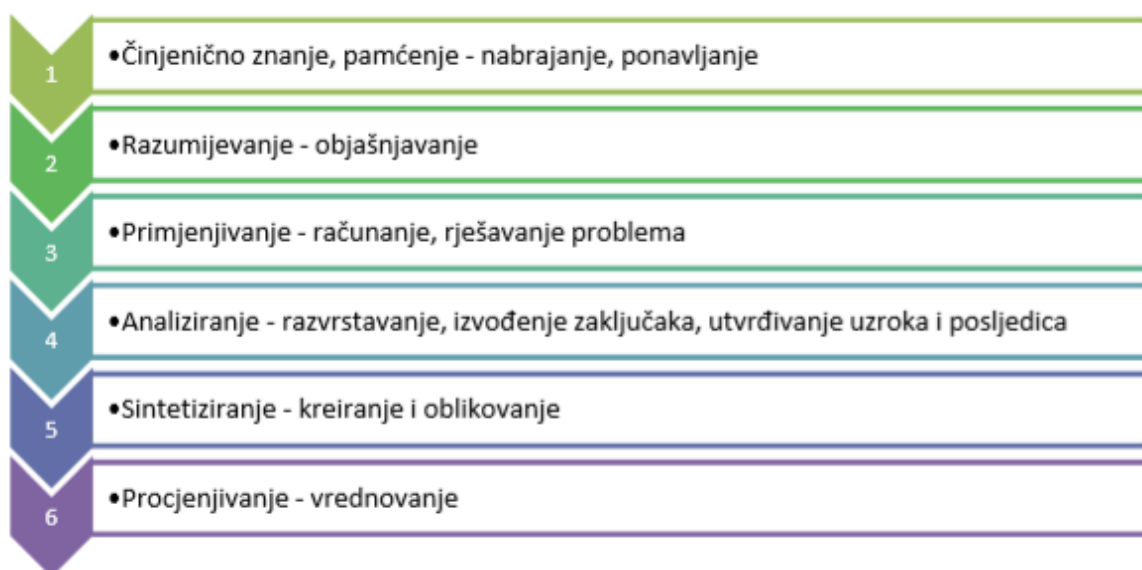 1
•Činjenično znanje, pamćenje - nabrajanje, ponavljanje
2
•Razumijevanje - objašnjavanje
3
•Primjenjivanje - računanje, rješavanje problema
4
•Analiziranje - razvrstavanje, izvođenje zaključaka, utvrđivanje uzroka i posljedica
5
•Sintetiziranje - kreiranje i oblikovanje
6
•Procjenjivanje - vrednovanje